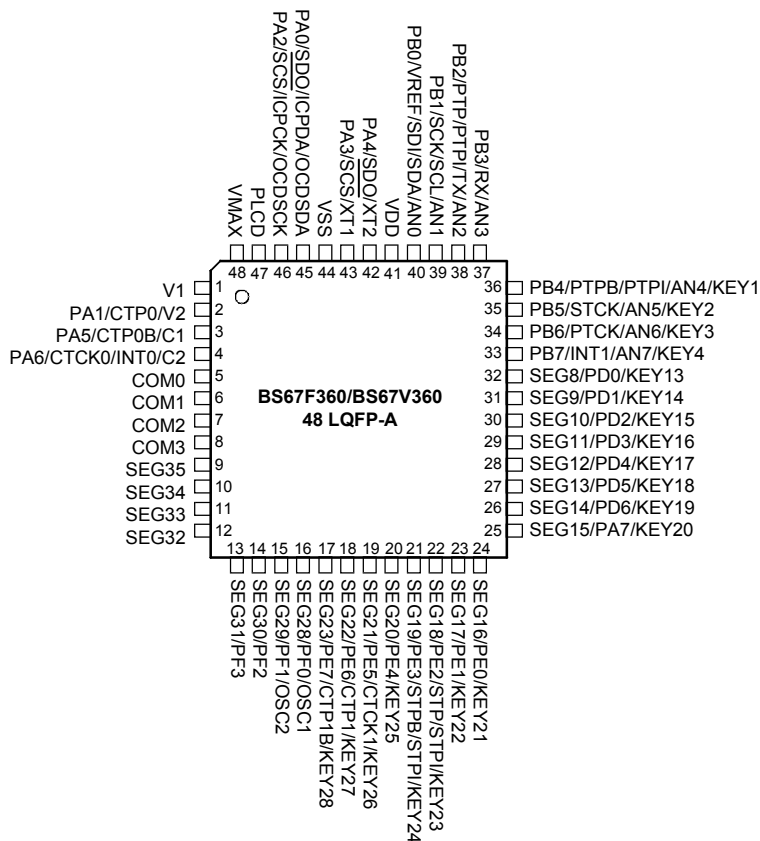 PA0/SDO/ICPDA/OCDSDA
PA2/SCS/ICPCK/OCDSCK
PB0/VREF/SDI/SDA/AN0
PB2/PTP/PTPI/TX/AN2
PB1/SCK/SCL/AN1
PA4/SDO/XT2
PA3/SCS/XT1
PB3/RX/AN3
VMAX
PLCD
VSS
VDD
48 47 46 45 44 43 42 41 40 39 38 37
V1 1
PA1/CTP0/V2 2
PA5/CTP0B/C1 3
PA6/CTCK0/INT0/C2 4
COM0 5
COM1 6
COM2 7
COM3 8
SEG35 9
SEG34 10
SEG33 11
SEG32 12
BS67F360/BS67V360
48 LQFP-A
36 PB4/PTPB/PTPI/AN4/KEY1
35 PB5/STCK/AN5/KEY2
34 PB6/PTCK/AN6/KEY3
33 PB7/INT1/AN7/KEY4
32 SEG8/PD0/KEY13
31 SEG9/PD1/KEY14
30 SEG10/PD2/KEY15
29 SEG11/PD3/KEY16
28 SEG12/PD4/KEY17
27 SEG13/PD5/KEY18
26 SEG14/PD6/KEY19
25 SEG15/PA7/KEY20
13 14 15 16 17 18 19 20 21 22 23 24
SEG31/PF3
SEG30/PF2
SEG29/PF1/OSC2
SEG28/PF0/OSC1
SEG23/PE7/CTP1B/KEY28
SEG22/PE6/CTP1/KEY27
SEG21/PE5/CTCK1/KEY26
SEG20/PE4/KEY25
SEG19/PE3/STPB/STPI/KEY24
SEG18/PE2/STP/STPI/KEY23
SEG17/PE1/KEY22
SEG16/PE0/KEY21